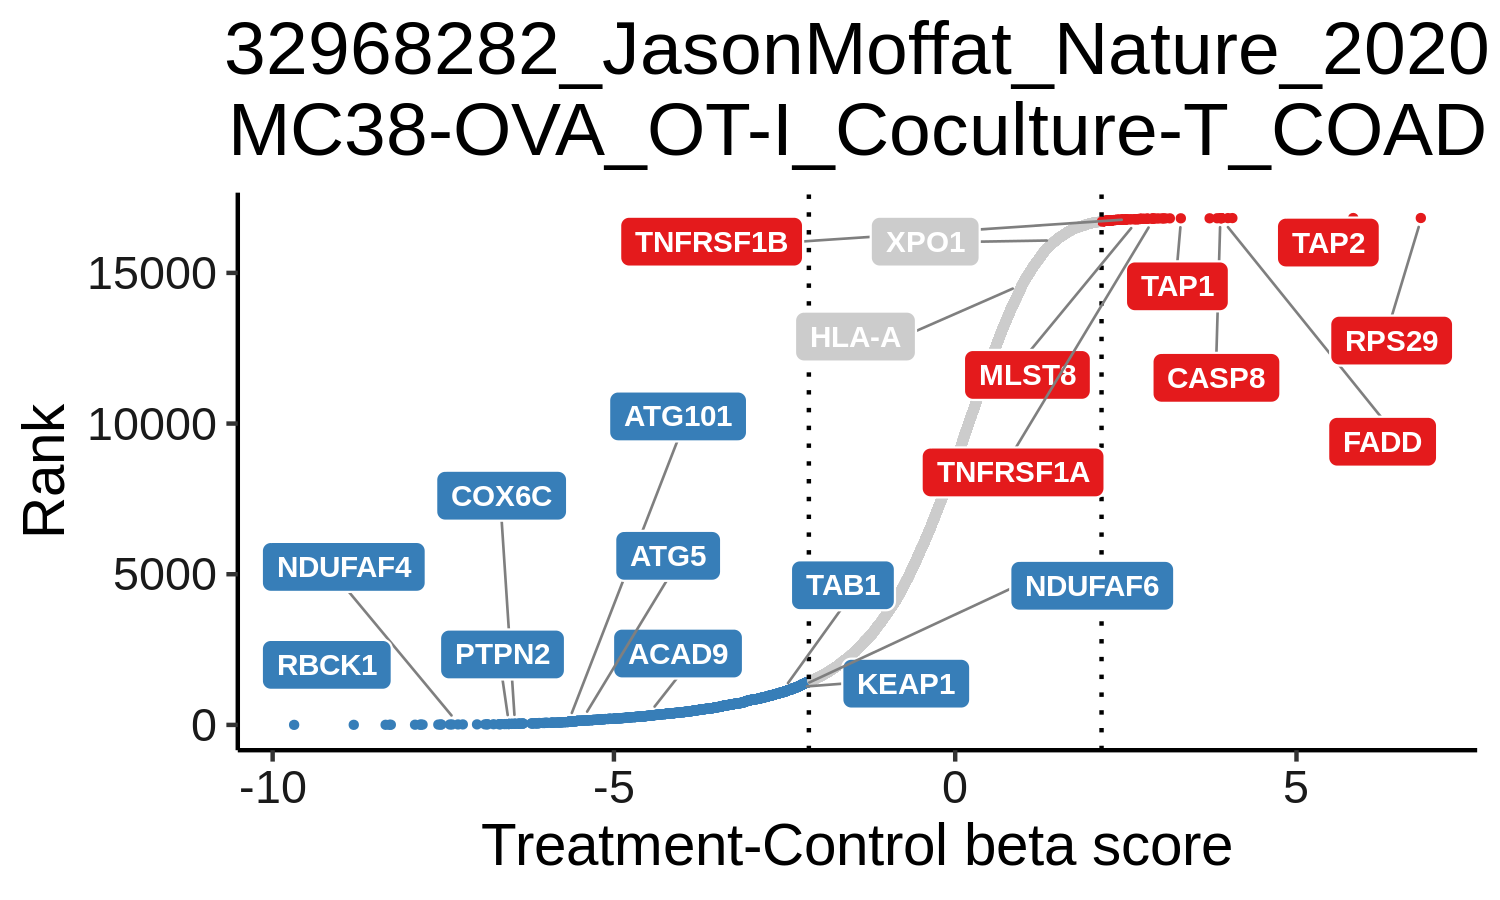 32968282_JasonMoffat_Nature_2020
MC38-OVA_OT-I_Coculture-T_COAD
TNFRSF1B
XPO1
TAP2
15000
TAP1
HLA-A
RPS29
MLST8
CASP8
ATG101
10000
FADD
Rank
TNFRSF1A
COX6C
ATG5
NDUFAF4
5000
TAB1
NDUFAF6
RBCK1
PTPN2
ACAD9
KEAP1
0
-10
-5
0
5
Treatment-Control beta score